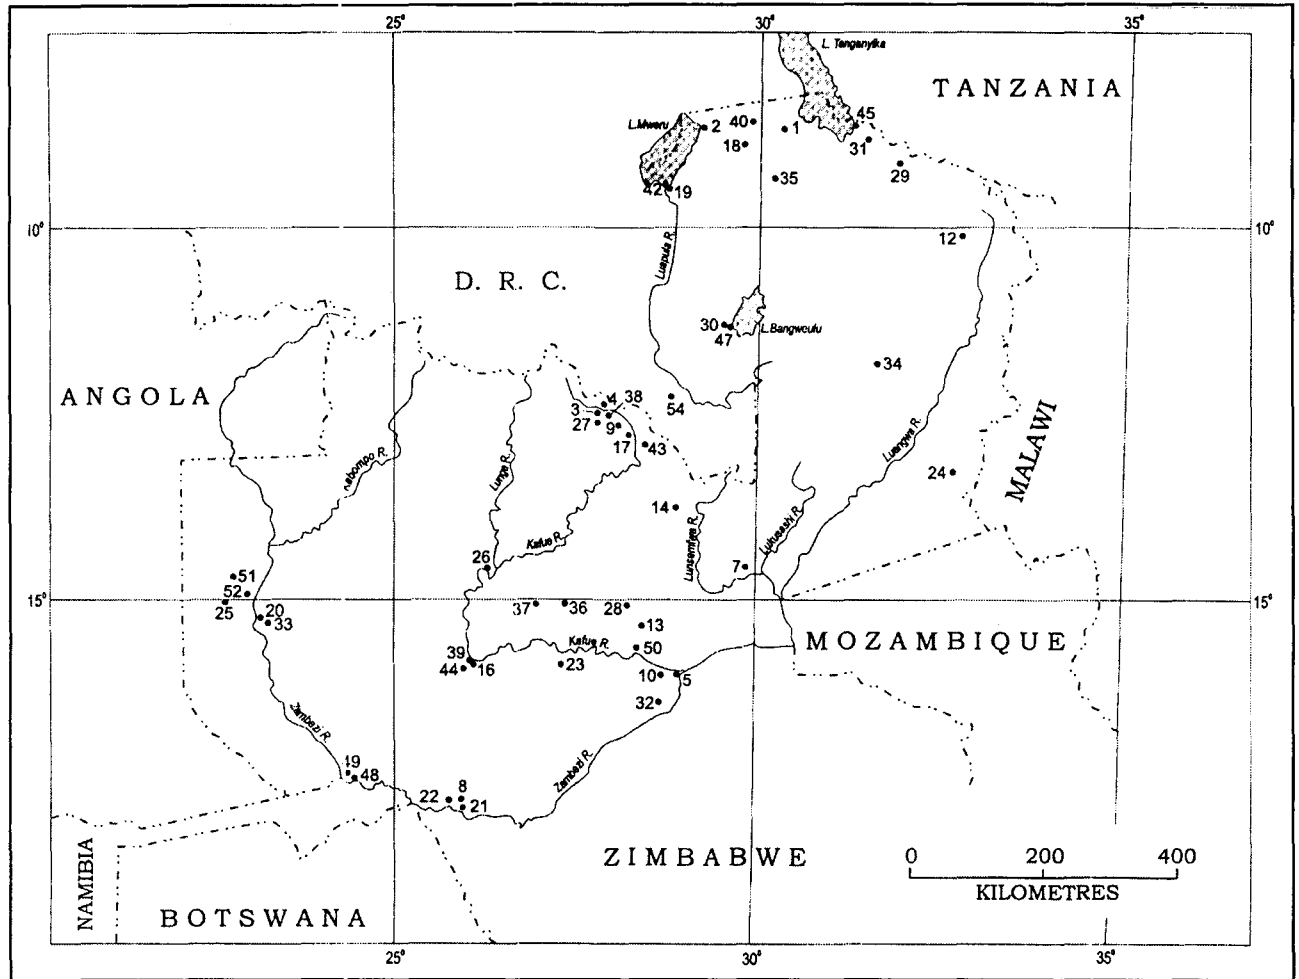 25° 30° 35°
L. Tanganyika
TANZANIA
45
40
1
L.Mweru
2
18
31
29
35
42 19
10° 10°
12
Luapula R.
D. R. C.
30
47
L.Bangweulu
34
ANGOLA
4 38
3
54
27
9
17
43
MALAWI
Luangwa R.
Kabompo R.
Lunga R.
24
14
Lunsemfwa R.
Lukusashi R.
Kafue R.
26
7
51
52
25
15° 15°
20
33
37 36 28
13
MOZAMBIQUE
Kafue R.
50
39
44 16
23
10 5
32
Zambezi R.
Zambezi R.
49
48
22 8
21
ZIMBABWE
0 200 400
KILOMETRES
NAMIBIA
BOTSWANA
25° 30° 35°